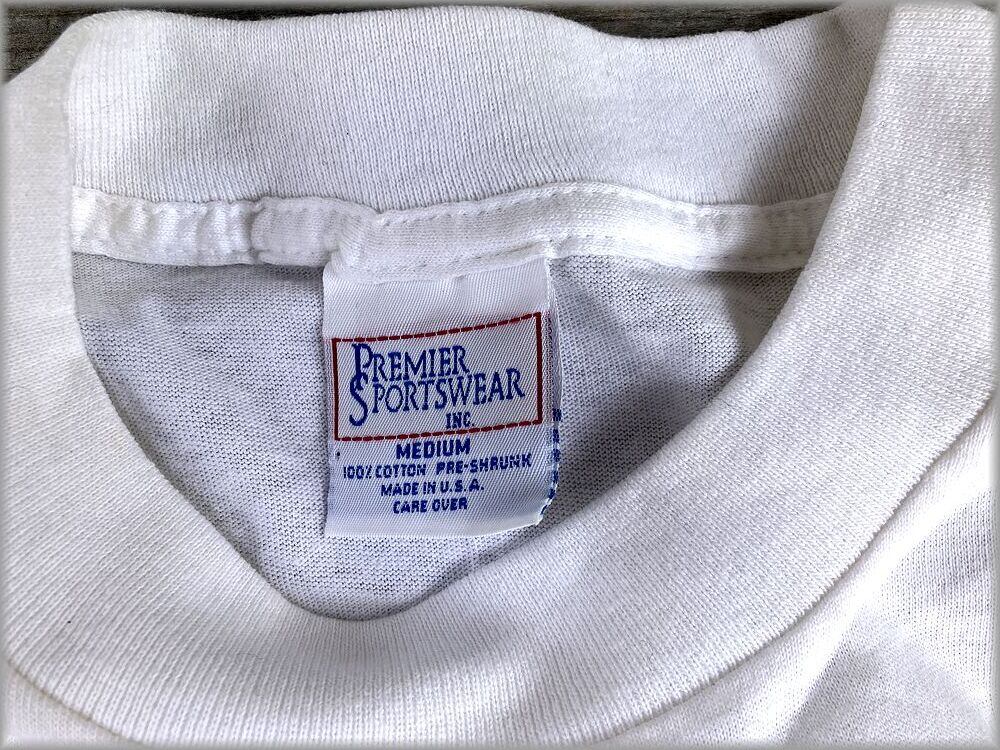 PREMIER
SPORTSWEAR
INC.
MEDIUM
100% COTTON PRE-SHRUNK
MADE IN U.S.A.
CARE OVER